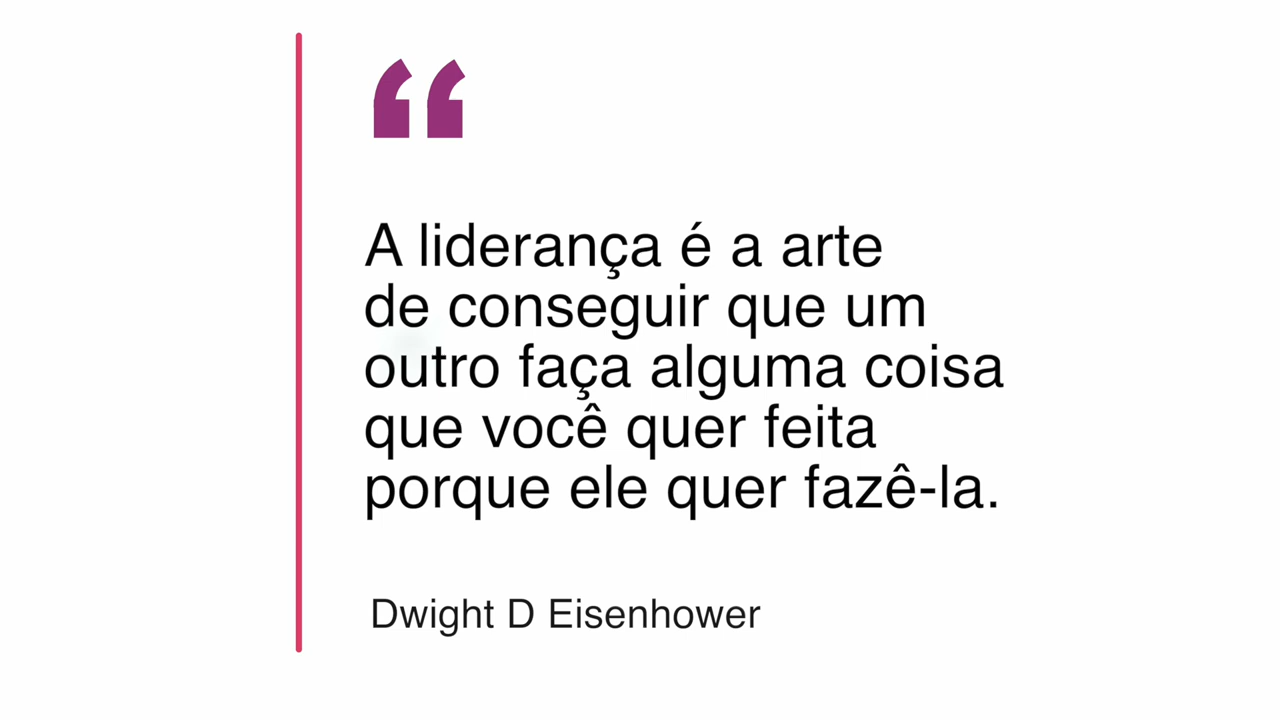 “
A liderança é a arte
de conseguir que um
outro faça alguma coisa
que você quer feita
porque ele quer fazê-la.
Dwight D Eisenhower